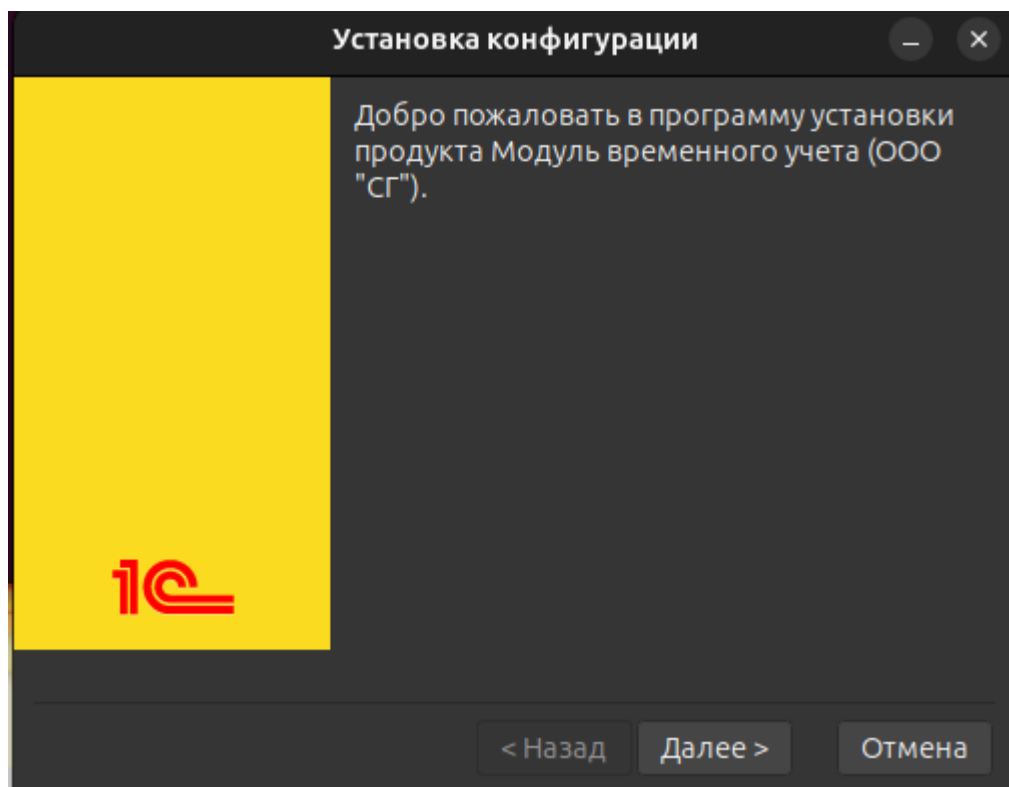 Установка конфигурации
Добро пожаловать в программу установки
продукта Модуль временного учета (ООО
"СГ").
1С
< Назад
Далее >
Отмена